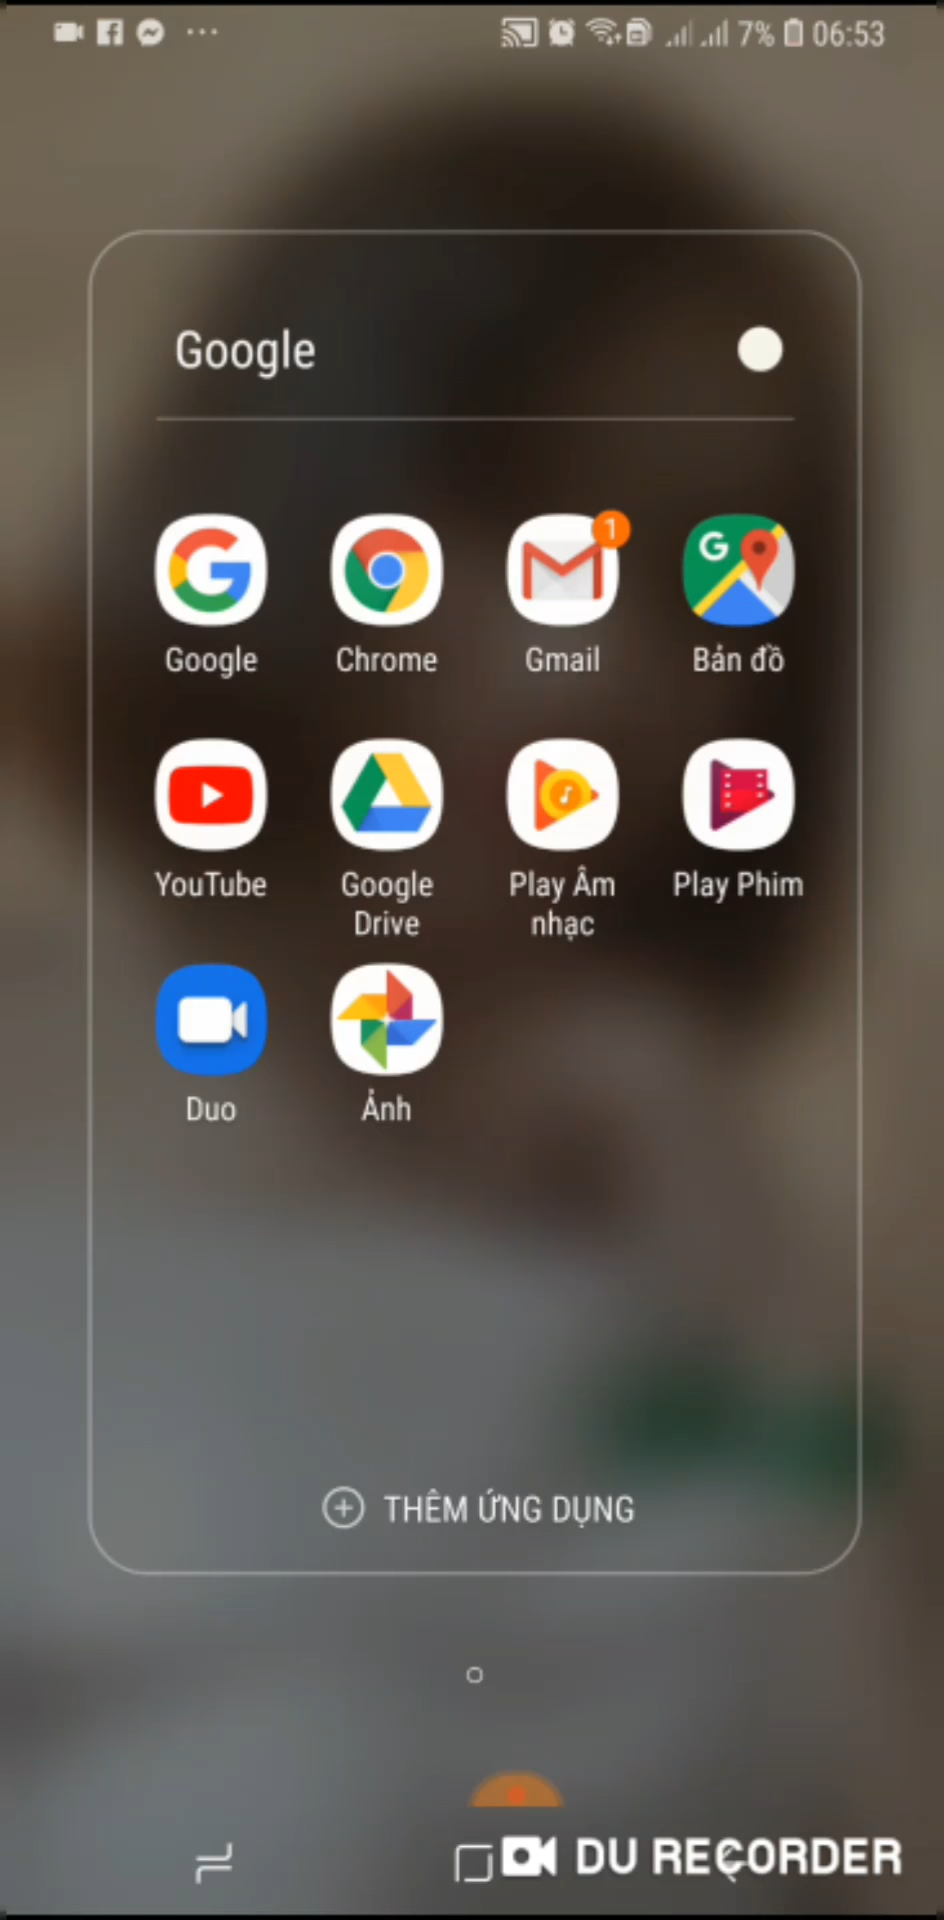 7% 06:53
Google
Google Chrome Gmail 1 Bản đồ
YouTube Google Drive Play Âm nhạc Play Phim
Duo Ảnh
THÊM ỨNG DỤNG
DU RECORDER